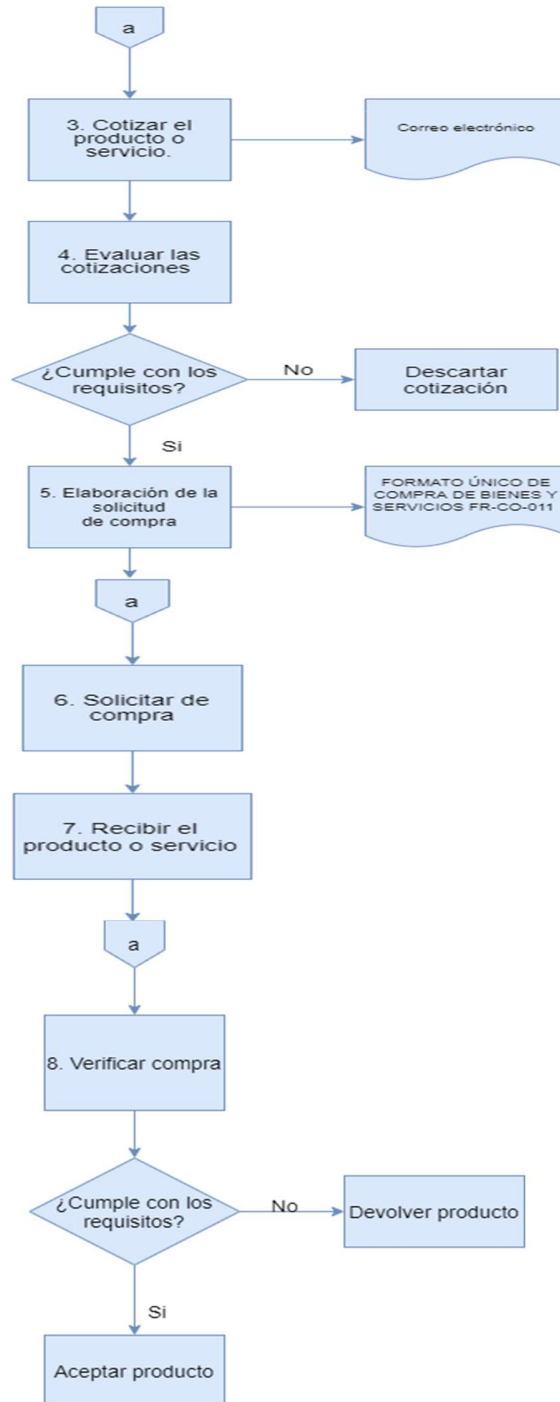 a
3. Cotizar el
producto o
servicio.
Correo electrónico
4. Evaluar las
cotizaciones
¿Cumple con los
requisitos?
No
Descartar
cotización
Si
5. Elaboración de la
solicitud
de compra
FORMATO ÚNICO DE
COMPRA DE BIENES Y
SERVICIOS FR-CO-011
a
6. Solicitar de
compra
7. Recibir el
producto o servicio
a
8. Verificar compra
¿Cumple con los
requisitos?
No
Devolver producto
Si
Aceptar producto